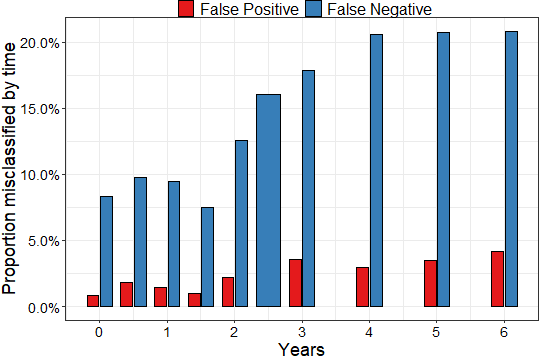 False Positive False Negative
Proportion misclassified by time
20.0%
15.0%
10.0%
5.0%
0.0%
0 1 2 3 4 5 6
Years